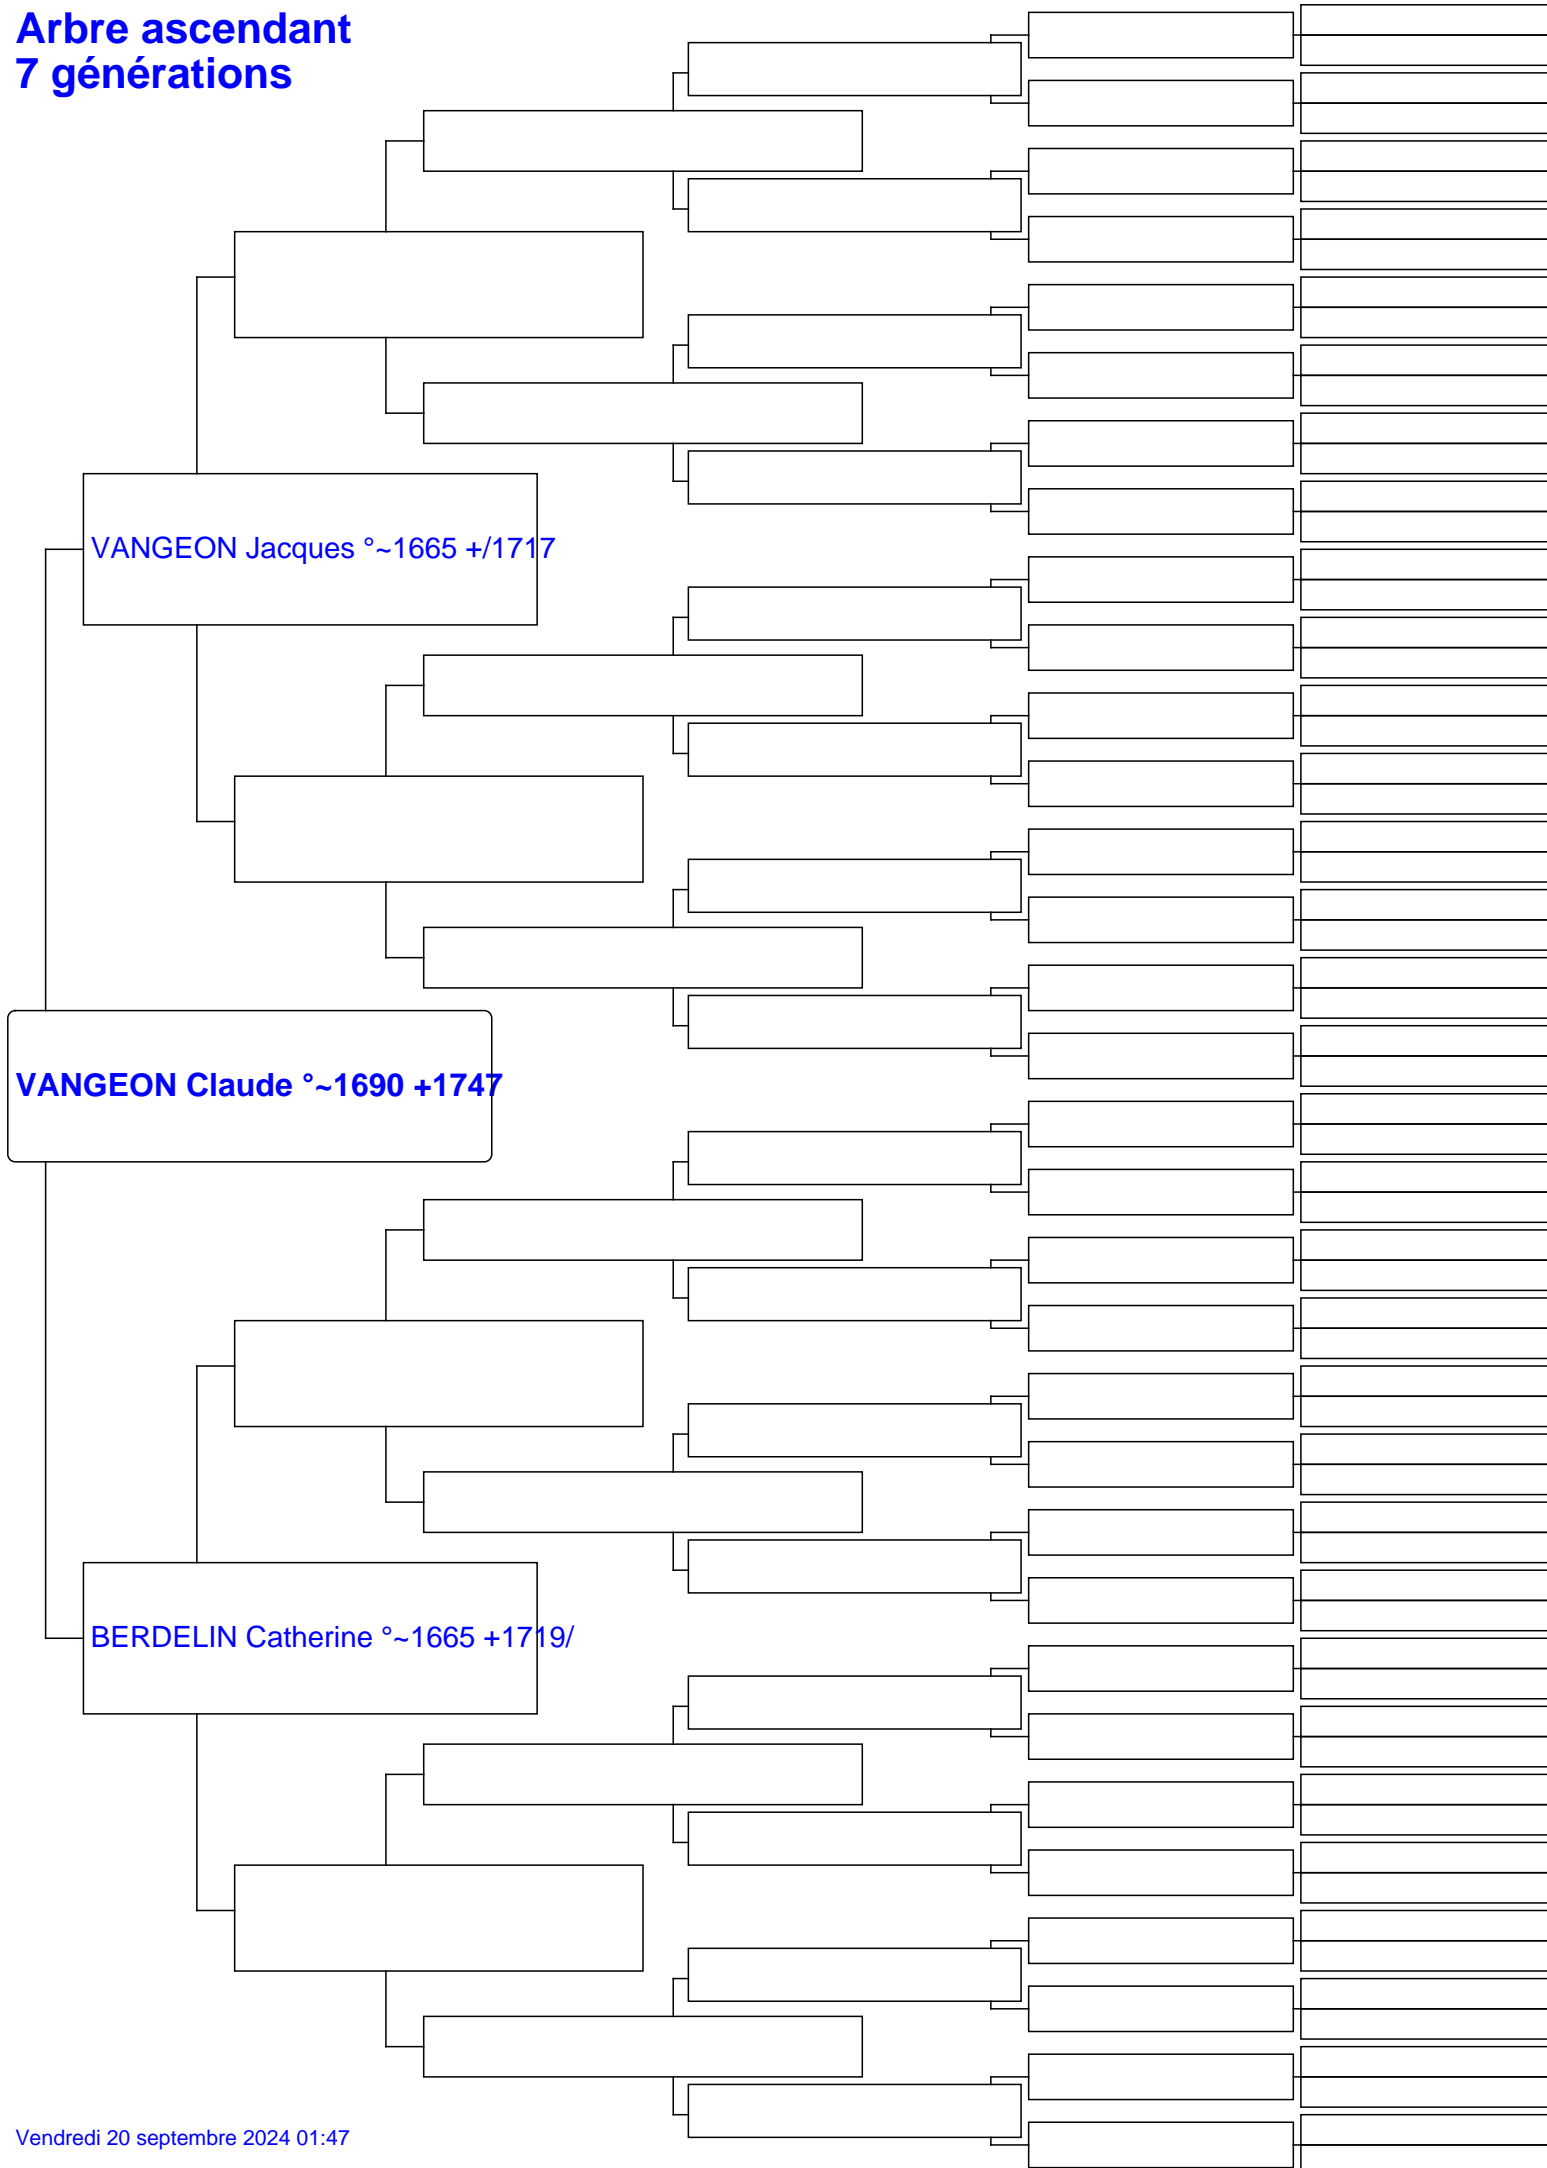 Arbre ascendant
7 générations
VANGEON Jacques °~1665 +/1717
VANGEON Claude °~1690 +1747
BERDELIN Catherine °~1665 +1719/
Vendredi 20 septembre 2024 01:47